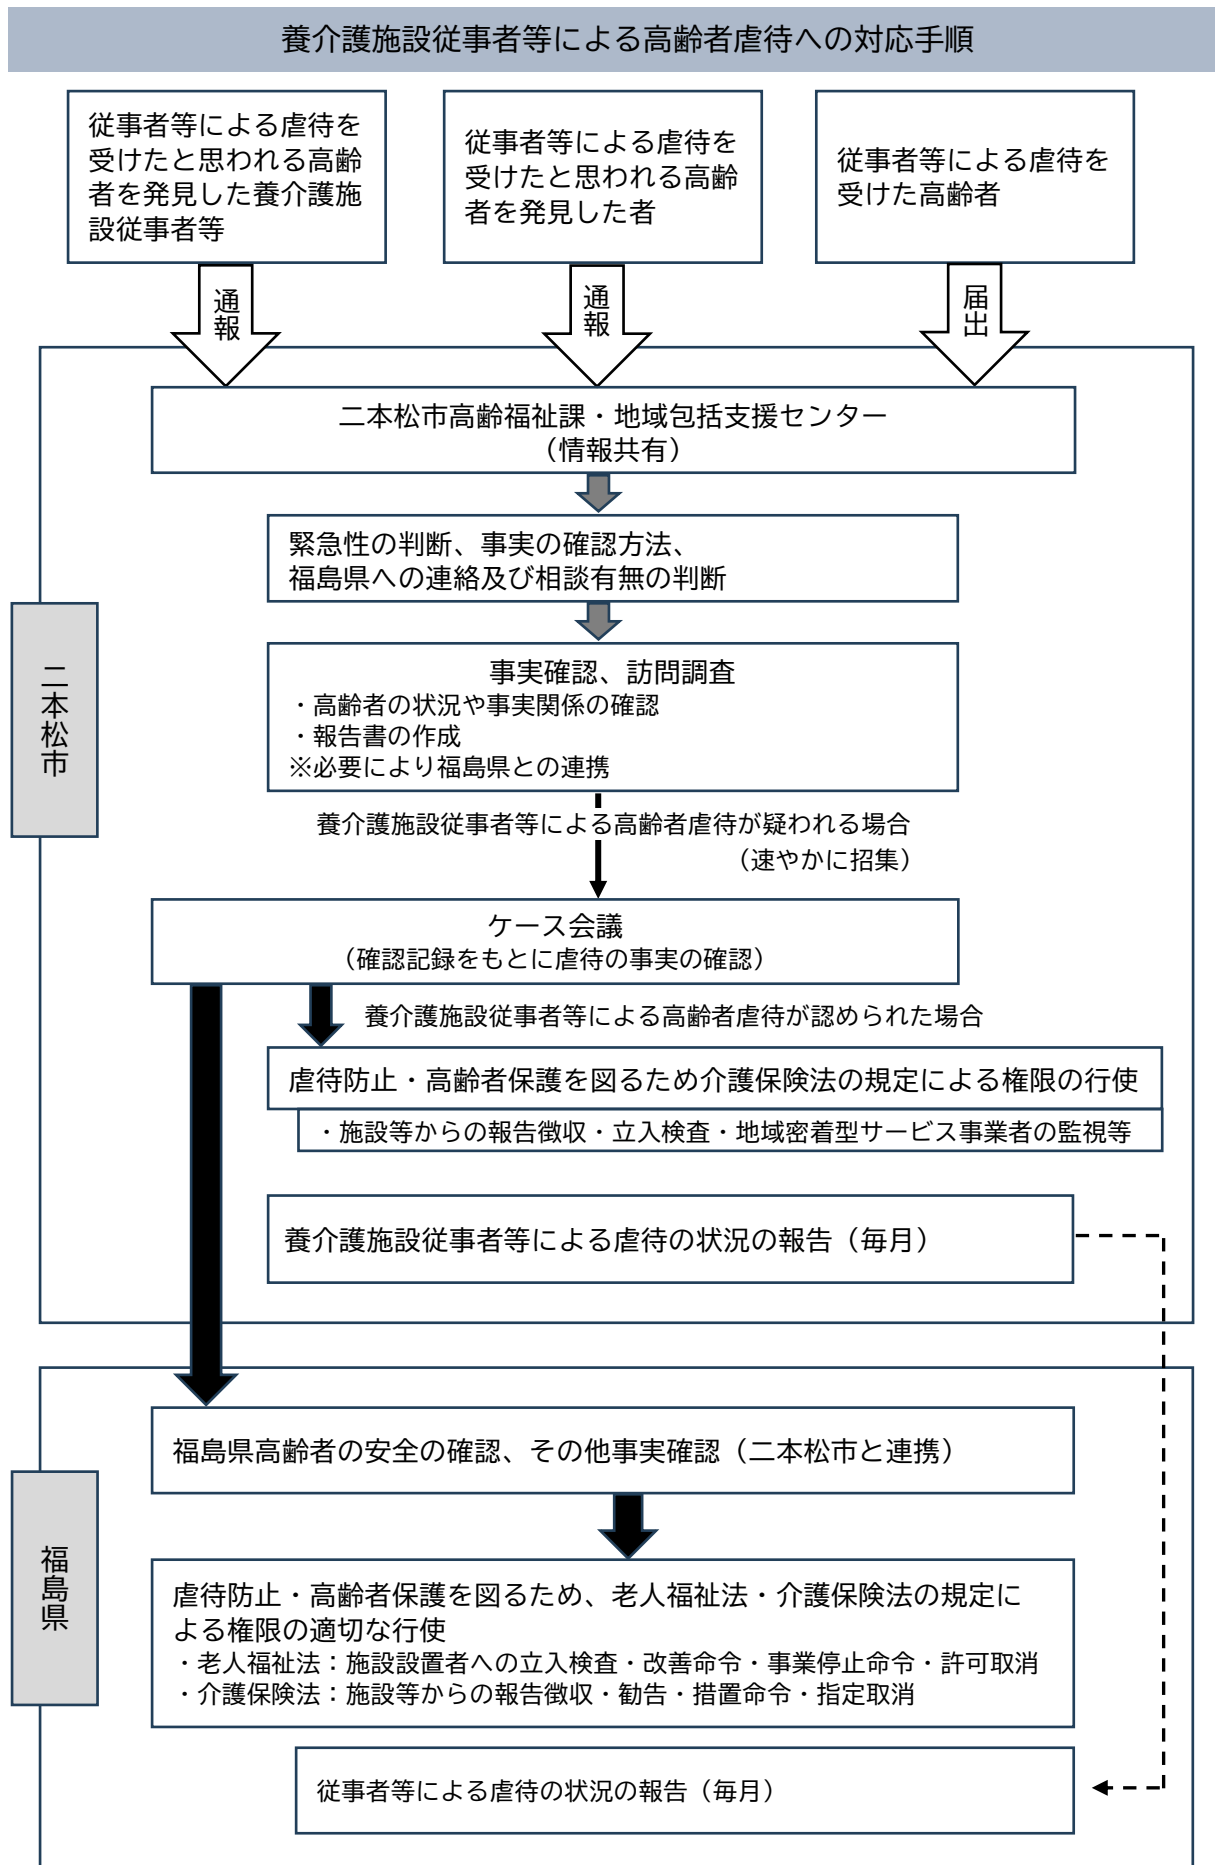 養介護施設従事者等による高齢者虐待への対応手順
従事者等による虐待を
受けたと思われる高齢
者を発見した養介護施
設従事者等
従事者等による虐待を
受けたと思われる高齢
者を発見した者
従事者等による虐待を
受けた高齢者
通報
通報
届出
二本松市高齢福祉課・地域包括支援センター
（情報共有）
緊急性の判断、事実の確認方法、
福島県への連絡及び相談有無の判断
二本松市
事実確認、訪問調査
・高齢者の状況や事実関係の確認
・報告書の作成
※必要により福島県との連携
養介護施設従事者等による高齢者虐待が疑われる場合
（速やかに招集）
ケース会議
（確認記録をもとに虐待の事実の確認）
養介護施設従事者等による高齢者虐待が認められた場合
虐待防止・高齢者保護を図るため介護保険法の規定による権限の行使
・施設等からの報告徴収・立入検査・地域密着型サービス事業者の監視等
養介護施設従事者等による虐待の状況の報告（毎月）
福島県高齢者の安全の確認、その他事実確認（二本松市と連携）
福島県
虐待防止・高齢者保護を図るため、老人福祉法・介護保険法の規定に
よる権限の適切な行使
・老人福祉法：施設設置者への立入検査・改善命令・事業停止命令・許可取消
・介護保険法：施設等からの報告徴収・勧告・措置命令・指定取消
従事者等による虐待の状況の報告（毎月）